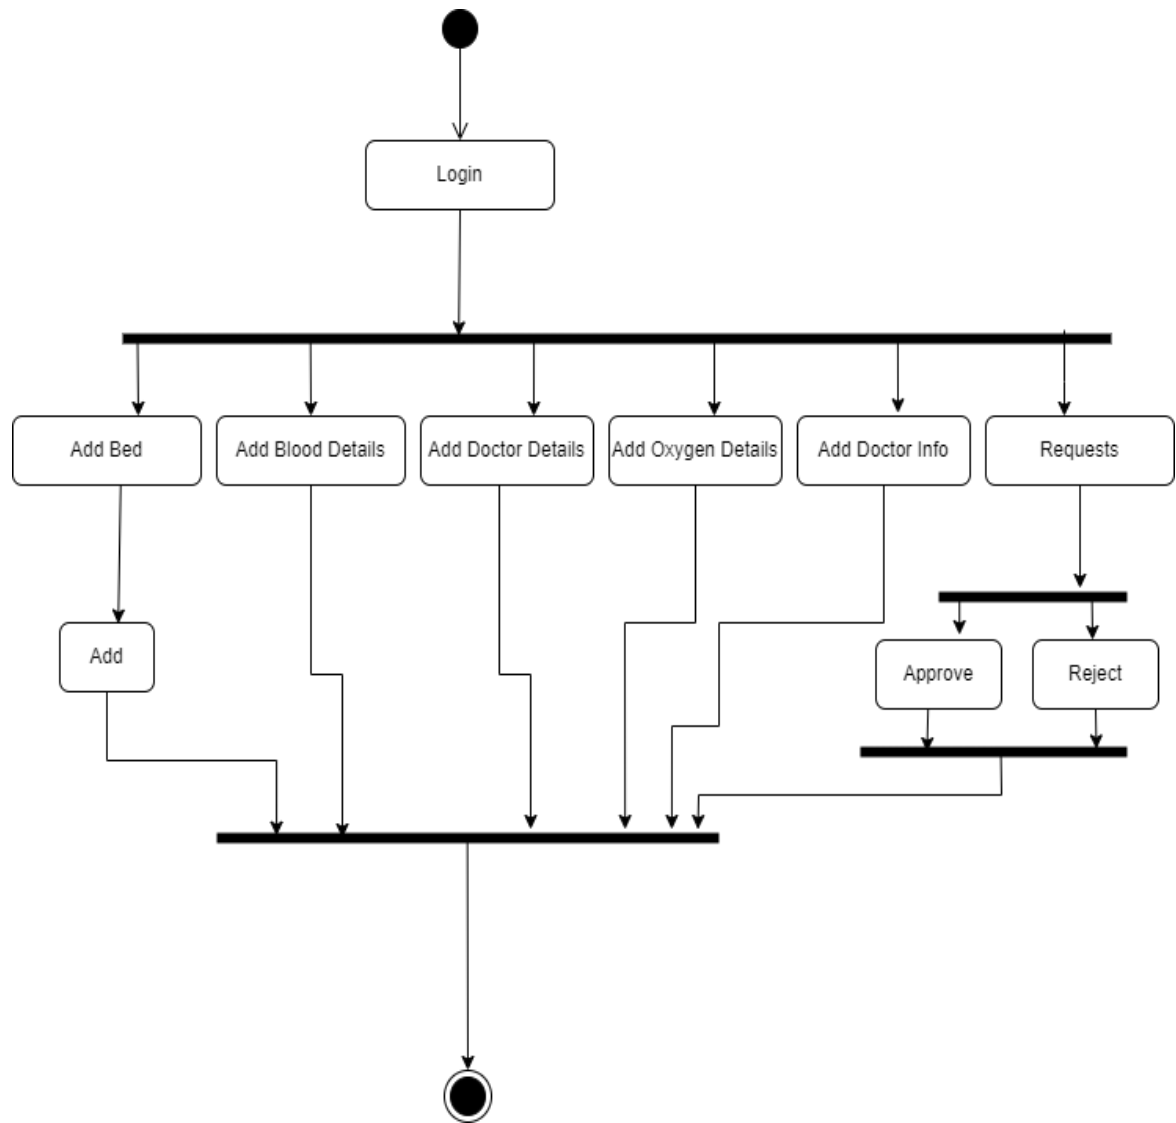 Login
Add Bed
Add Blood Details
Add Doctor Details
Add Oxygen Details
Add Doctor Info
Requests
Add
Approve
Reject